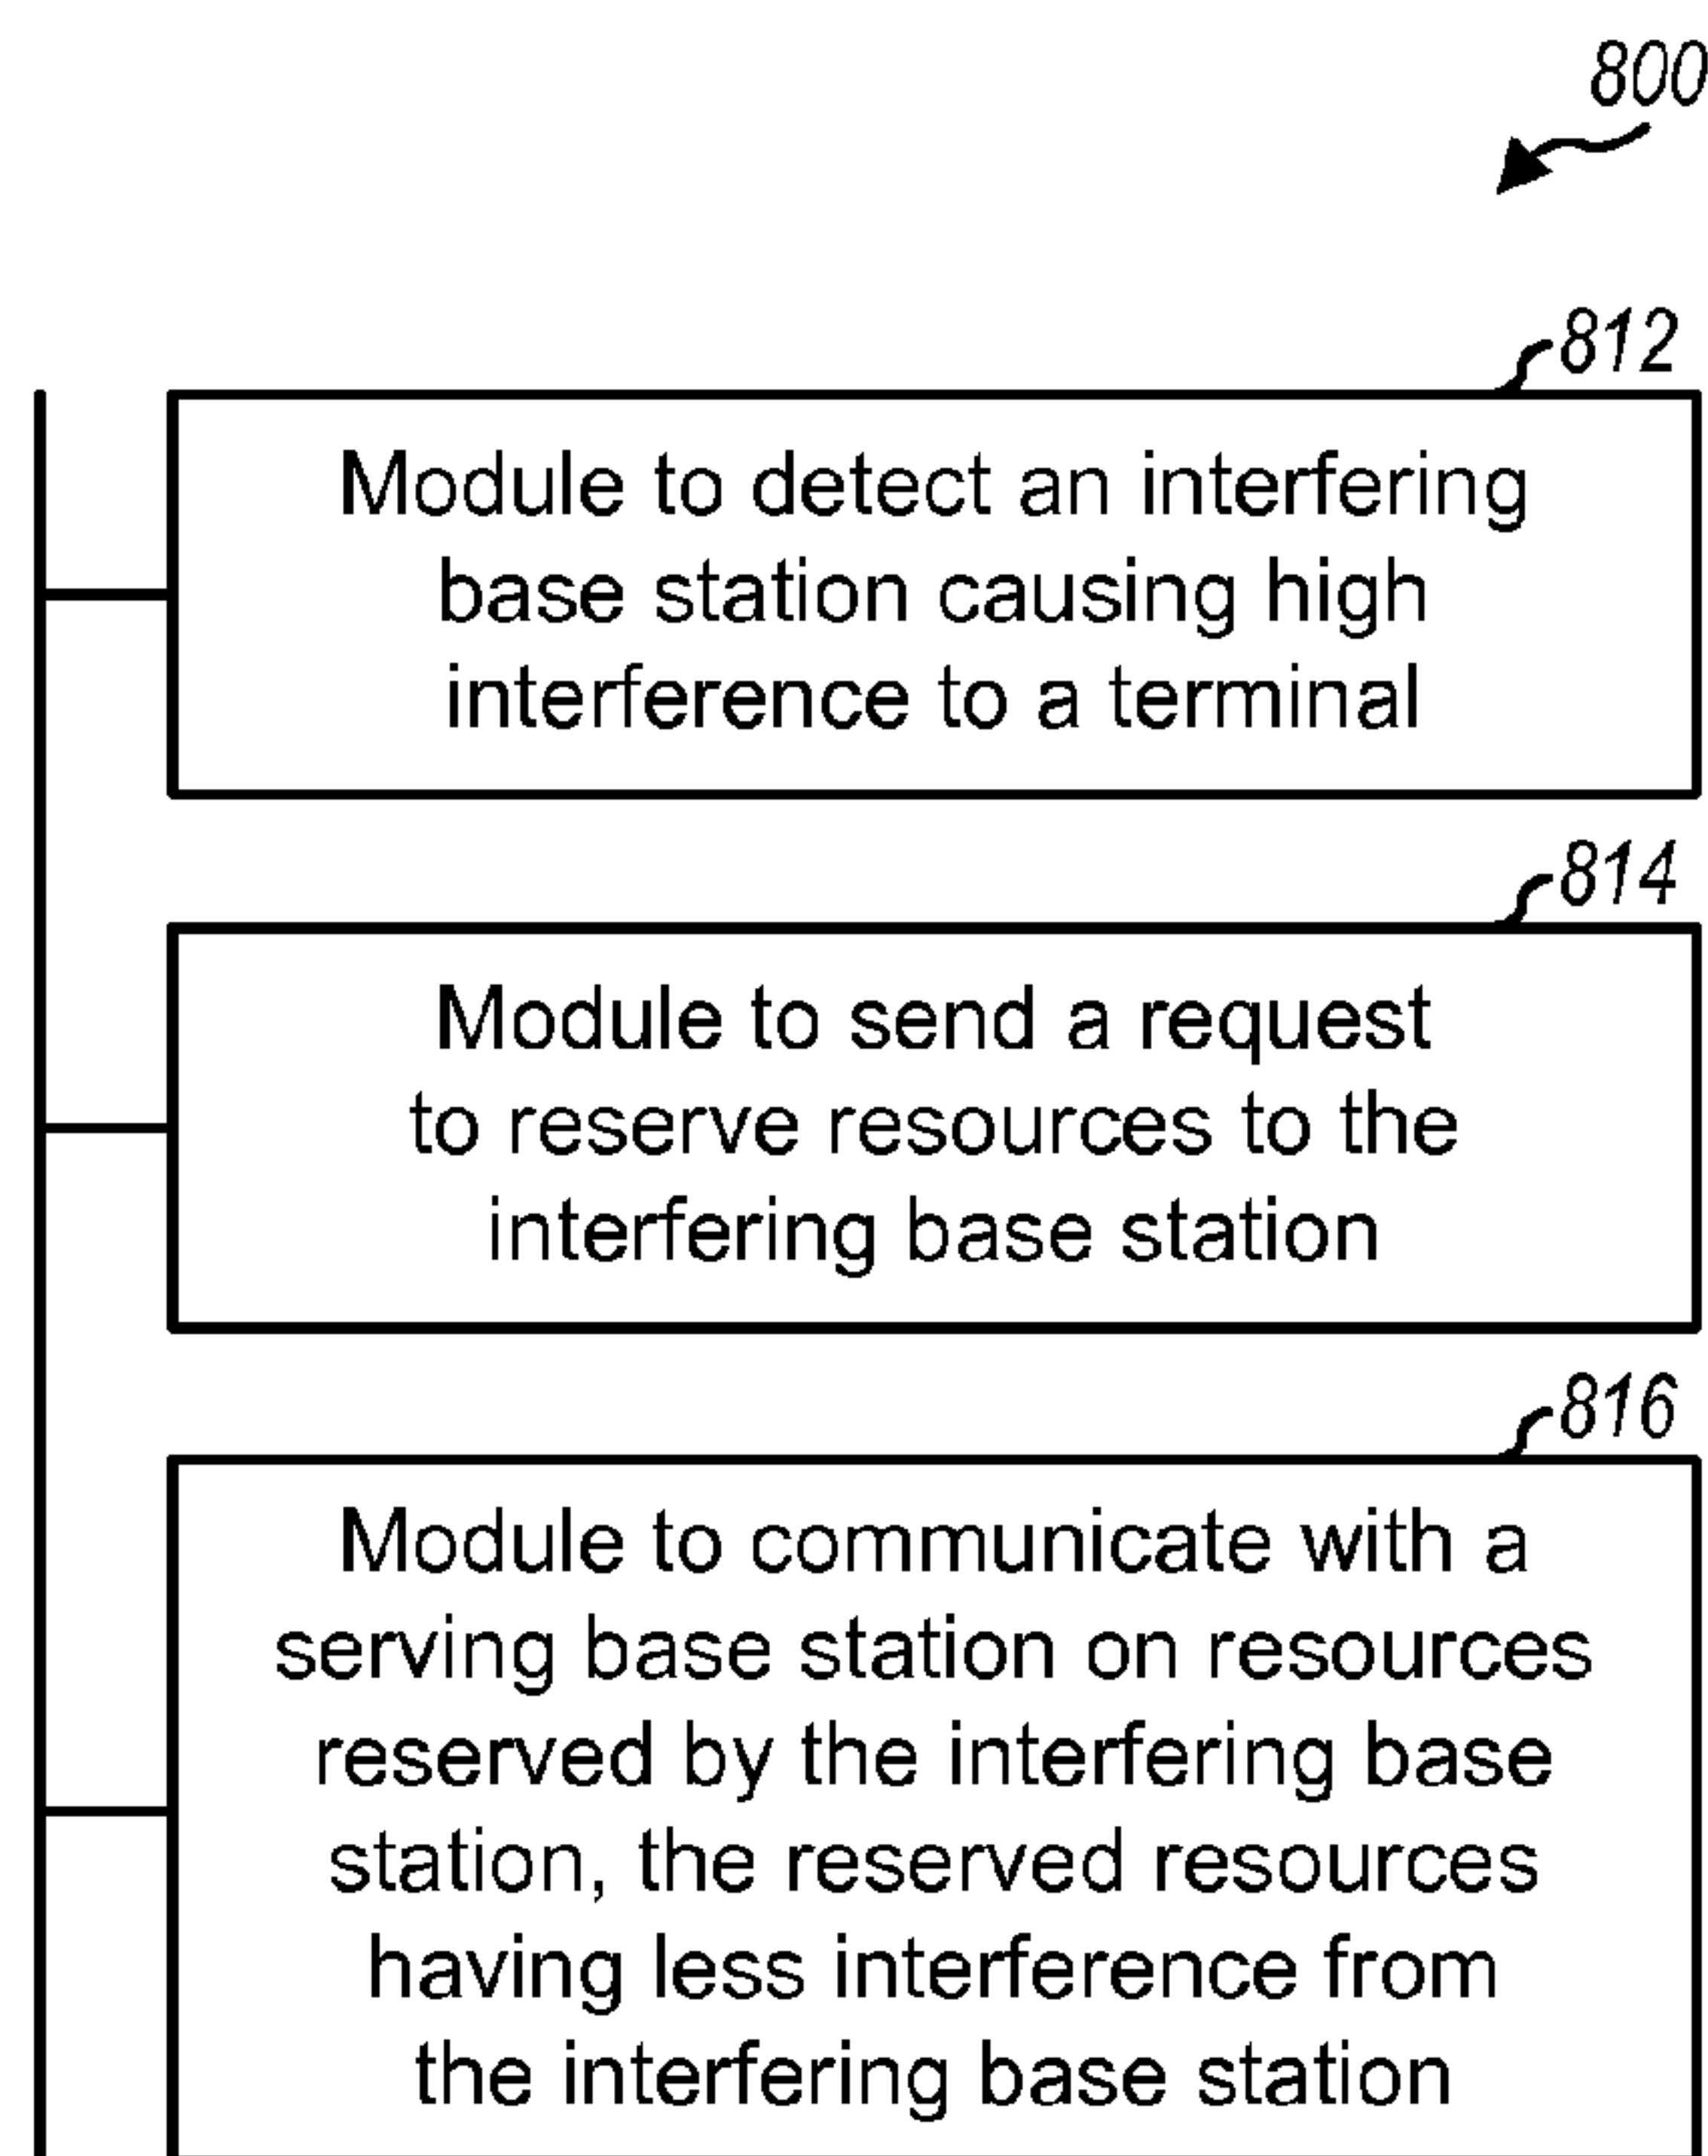 800
812
Module to detect an interfering
base station causing high
interference to a terminal
814
Module to send a request
to reserve resources to the
interfering base station
816
Module to communicate with a
serving base station on resources
reserved by the interfering base
station, the reserved resources
having less interference from
the interfering base station